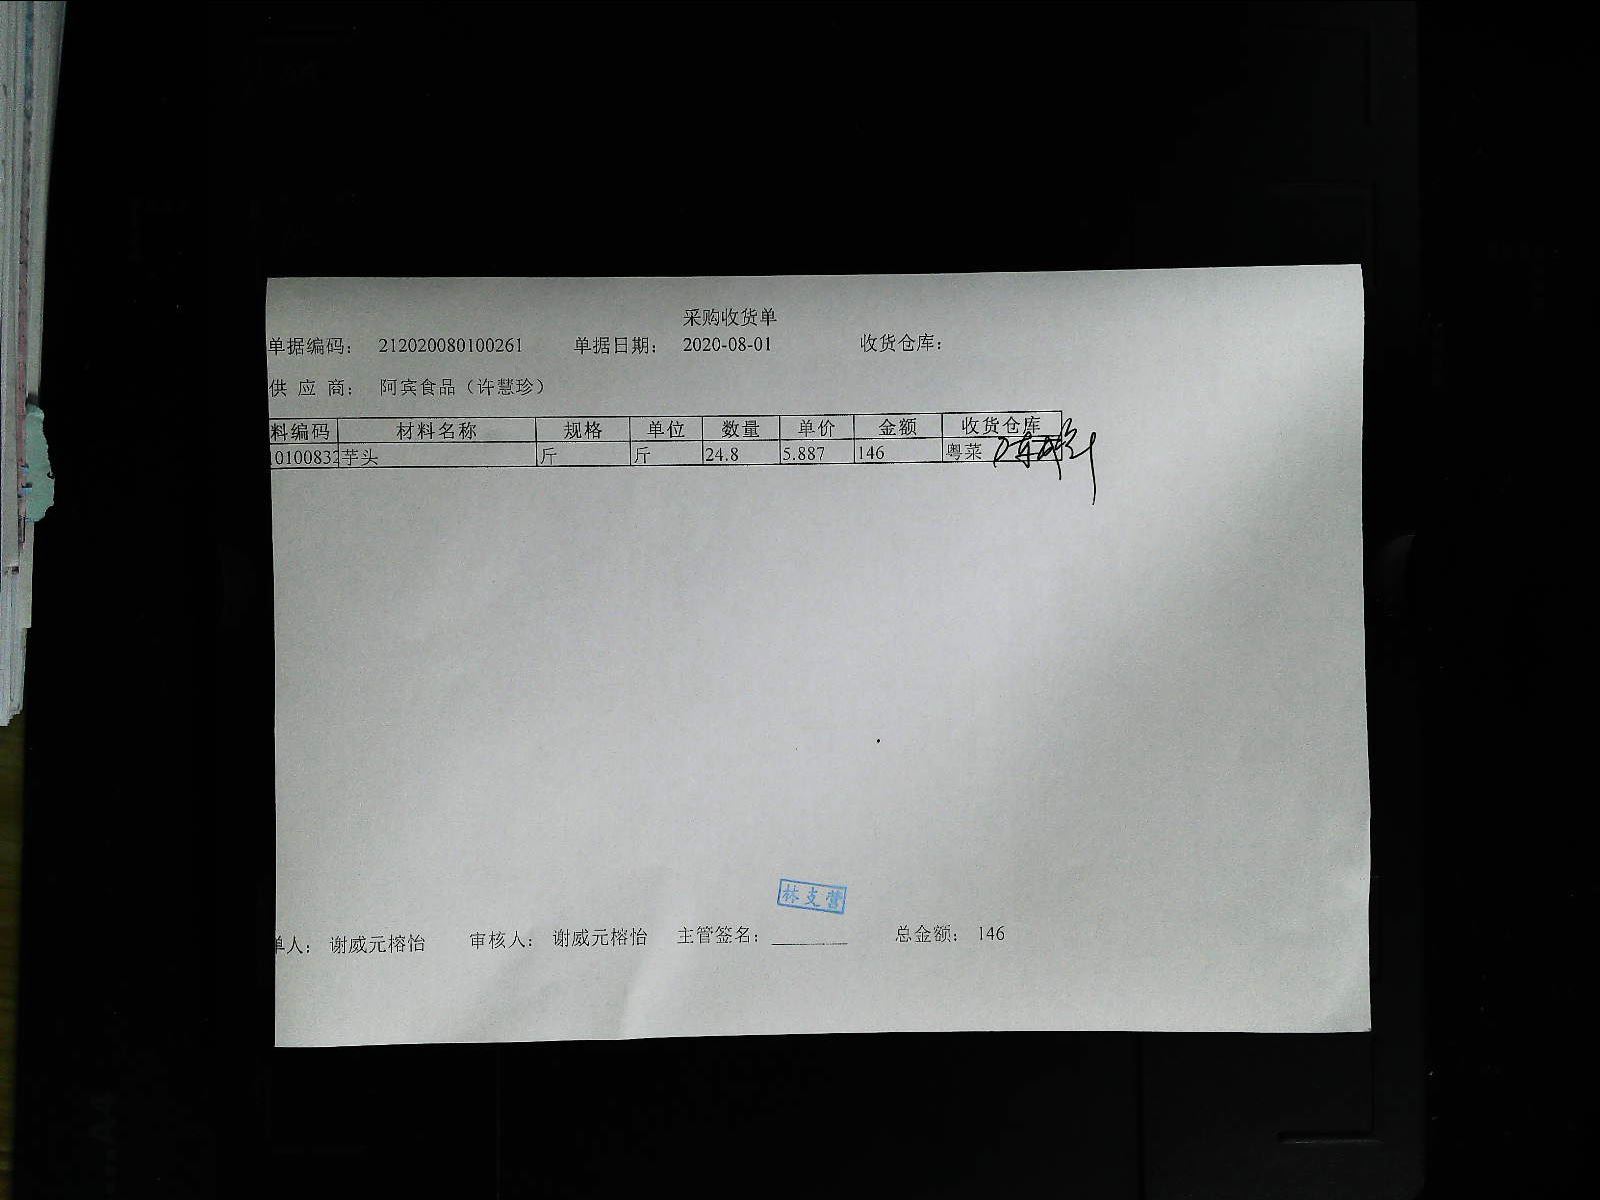 采购收货单
单据编码： 212020080100261 单据日期： 2020-08-01 收货仓库：
供 应 商： 阿宾食品（许慧珍）
料编码 材料名称 规格 单位 数量 单价 金额 收货仓库
0100832 芋头 斤 斤 24.8 5.887 146 粤菜
林支营
单人： 谢威元榕怡 审核人： 谢威元榕怡 主管签名： 总金额： 146